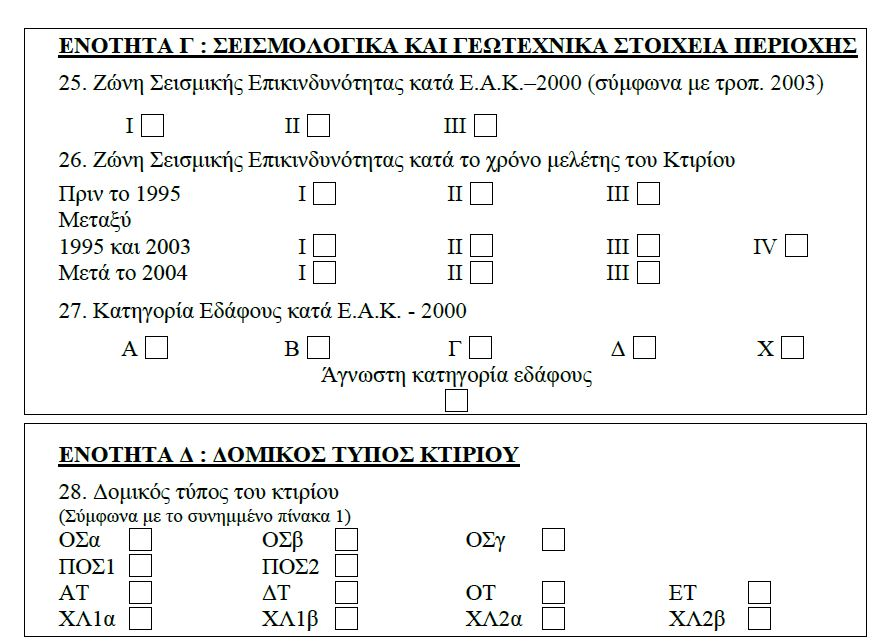 ΕΝΟΤΗΤΑ Γ : ΣΕΙΣΜΟΛΟΓΙΚΑ ΚΑΙ ΓΕΩΤΕΧΝΙΚΑ ΣΤΟΙΧΕΙΑ ΠΕΡΙΟΧΗΣ
25. Ζώνη Σεισμικής Επικινδυνότητας κατά Ε.Α.Κ.–2000 (σύμφωνα με τροπ. 2003)
I II III
26. Ζώνη Σεισμικής Επικινδυνότητας κατά το χρόνο μελέτης του Κτιρίου
Πριν το 1995 I II III
Μεταξύ
1995 και 2003 I II III IV
Μετά το 2004 I II III
27. Κατηγορία Εδάφους κατά Ε.Α.Κ. - 2000
Α Β Γ Δ Χ
Άγνωστη κατηγορία εδάφους
ΕΝΟΤΗΤΑ Δ : ΔΟΜΙΚΟΣ ΤΥΠΟΣ ΚΤΙΡΙΟΥ
28. Δομικός τύπος του κτιρίου
(Σύμφωνα με το συνημμένο πίνακα 1)
ΟΣα ΟΣβ ΟΣγ
ΠΟΣ1 ΠΟΣ2
ΑΤ ΔΤ ΟΤ ΕΤ
ΧΛ1α ΧΛ1β ΧΛ2α ΧΛ2β